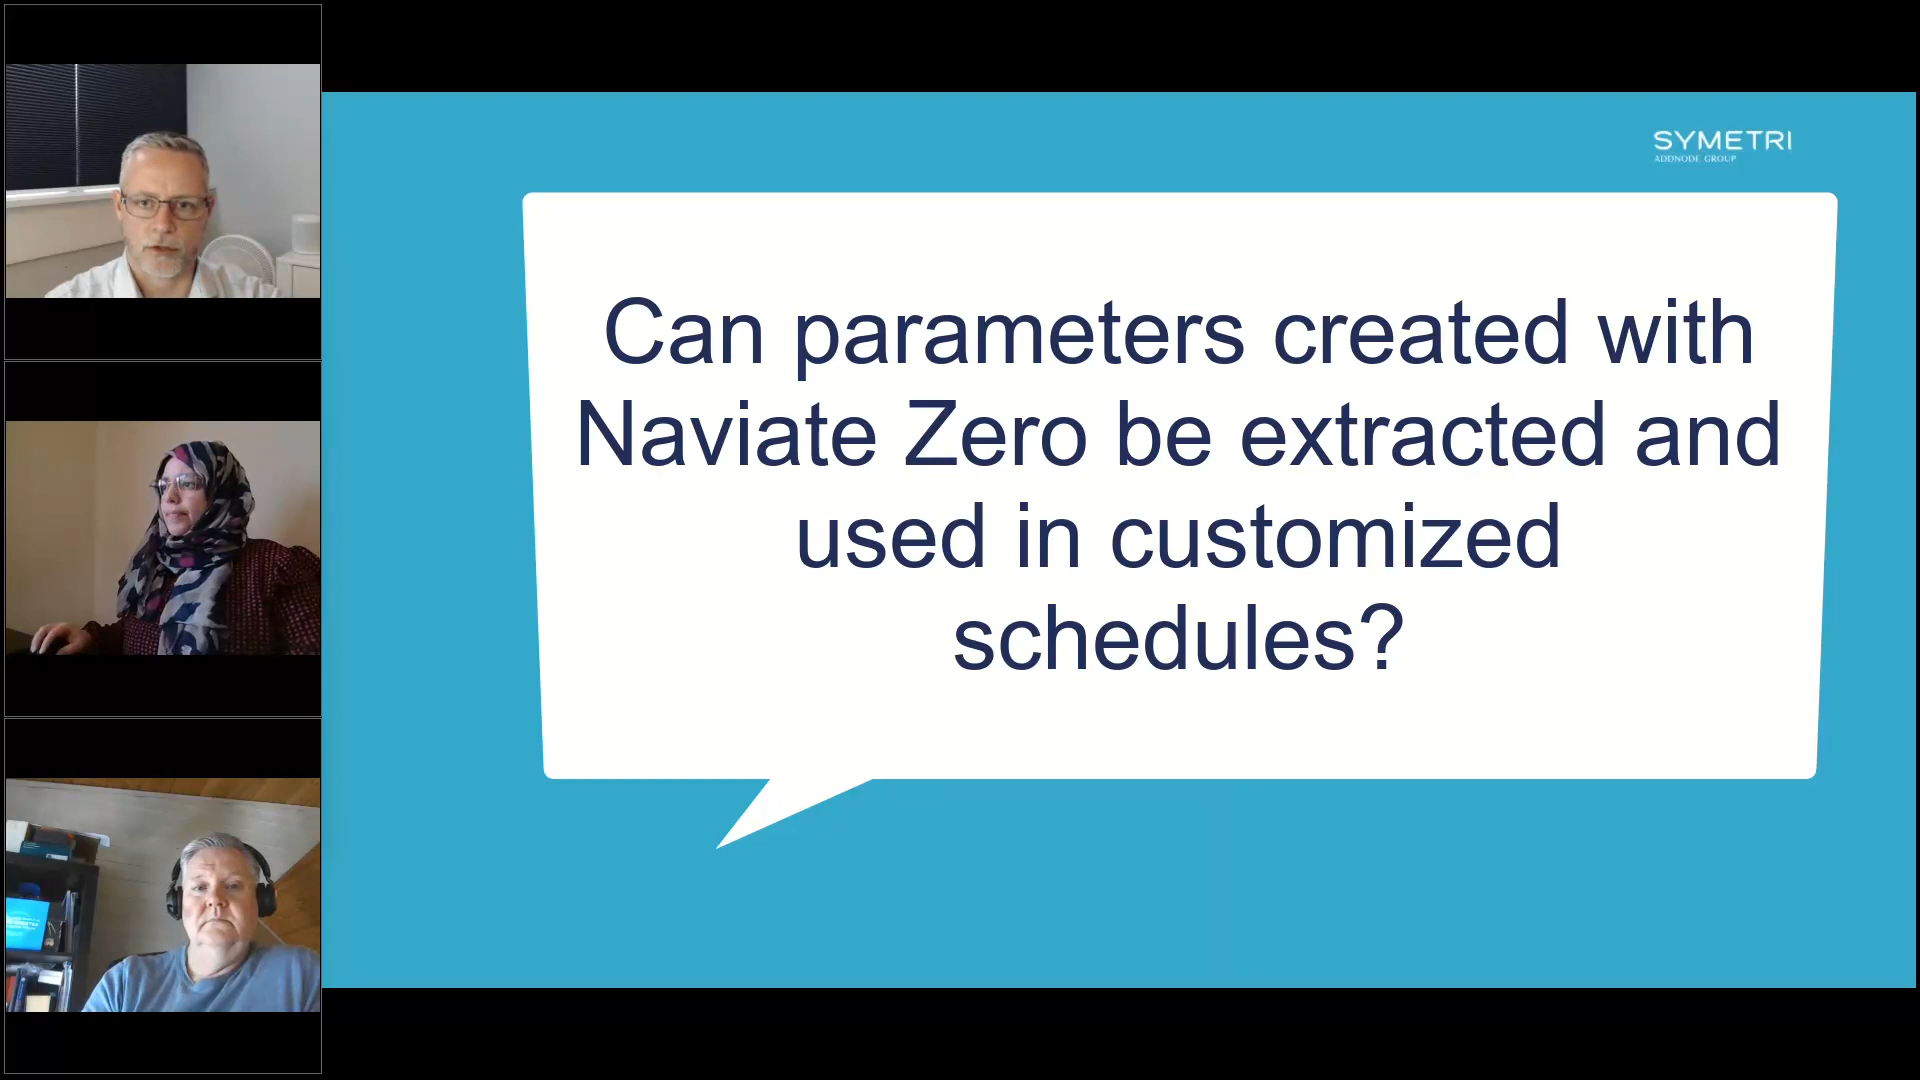 SYMETRI
ADDNODE GROUP
Can parameters created with
Naviate Zero be extracted and
used in customized
schedules?